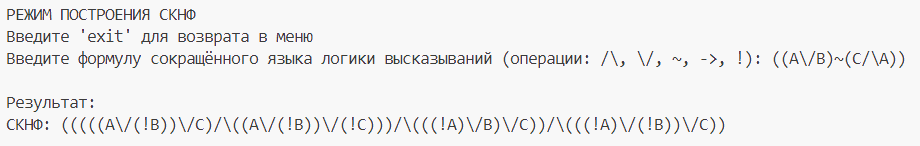 РЕЖИМ ПОСТРОЕНИЯ СКНФ
Введите 'exit' для возврата в меню
Введите формулу сокращённого языка логики высказываний (операции: /\, \/, ~, ->, !): ((A\/B)~(C/\A))
Результат:
СКНФ: (((((A\/(!B))\/C)/\((A\/(!B))\/(!C)))/\(((!A)\/B)\/C))/\(((!A)\/(!B))\/C))